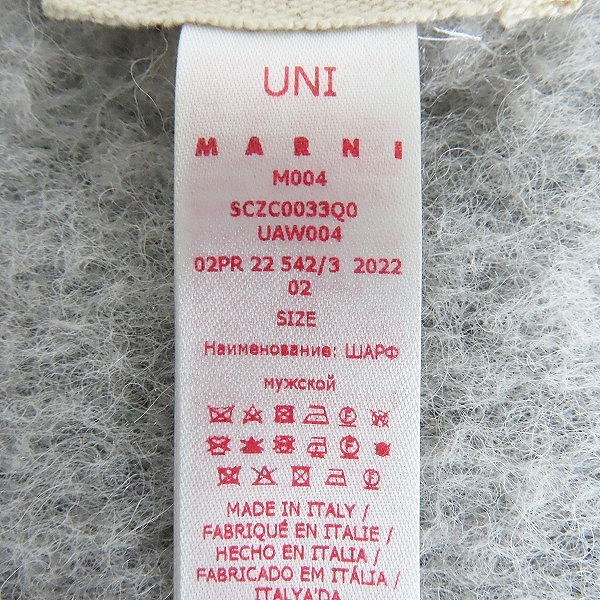 UNI
MARNI
M004
SCZC0033Q0
UAW004
02PR 22 542/3 2022
02
SIZE
Наименование: ШАРФ
мужской
MADE IN ITALY /
FABRIQUÉ EN ITALIE /
HECHO EN ITALIA /
FABRICADO EM ITÁLIA /
ITALYA'DA